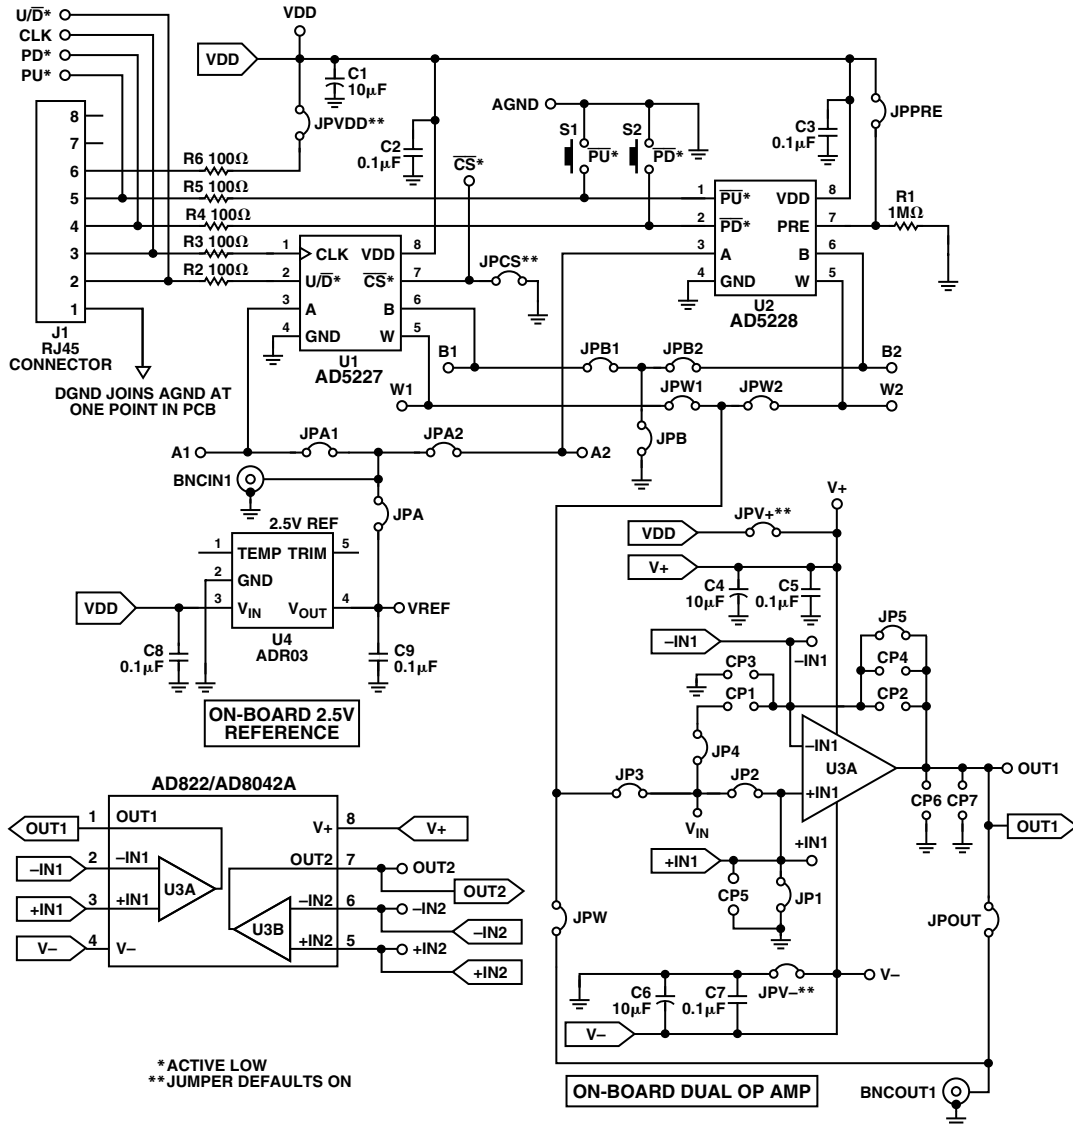 U/D*
CLK
PD*
PU*
VDD
VDD
C1
10µF
JPVDD**
C2
0.1µF
CS*
AGND
S1
PU*
S2
PD*
C3
0.1µF
JPPRE
8
7
6
5
4
3
2
1
R6 100Ω
R5 100Ω
R4 100Ω
R3 100Ω
R2 100Ω
J1
RJ45
CONNECTOR
DGND JOINS AGND AT
ONE POINT IN PCB
1 CLK VDD 8
2 U/D* CS* 7
3 A B 6
4 GND W 5
U1
AD5227
JPCS**
1 PU* VDD 8
2 PD* PRE 7
3 A B 6
4 GND W 5
U2
AD5228
R1
1MΩ
B1
JPB1
JPB2
B2
W1
JPW1
JPW2
W2
A1
JPA1
JPA2
A2
JPB
BNCIN1
JPA
2.5V REF
1 TEMP TRIM 5
2 GND
3 VIN VOUT 4
VDD
VREF
U4
ADR03
C8
0.1µF
C9
0.1µF
ON-BOARD 2.5V
REFERENCE
V+
VDD
JPV+**
V+
C4
10µF
C5
0.1µF
–IN1
–IN1
JP5
CP4
CP2
CP3
CP1
JP4
–IN1
U3A
+IN1
JP3
JP2
VIN
+IN1
+IN1
CP5
JP1
CP6
CP7
OUT1
OUT1
JPW
JPOUT
C6
10µF
C7
0.1µF
JPV–**
V–
V–
BNCOUT1
ON-BOARD DUAL OP AMP
AD822/AD8042A
OUT1 1 OUT1
–IN1 2 –IN1
+IN1 3 +IN1
V– 4 V–
U3A
U3B
V+ 8 V+
OUT2 7 OUT2
OUT2
–IN2 6 –IN2
–IN2
+IN2 5 +IN2
+IN2
*ACTIVE LOW
**JUMPER DEFAULTS ON